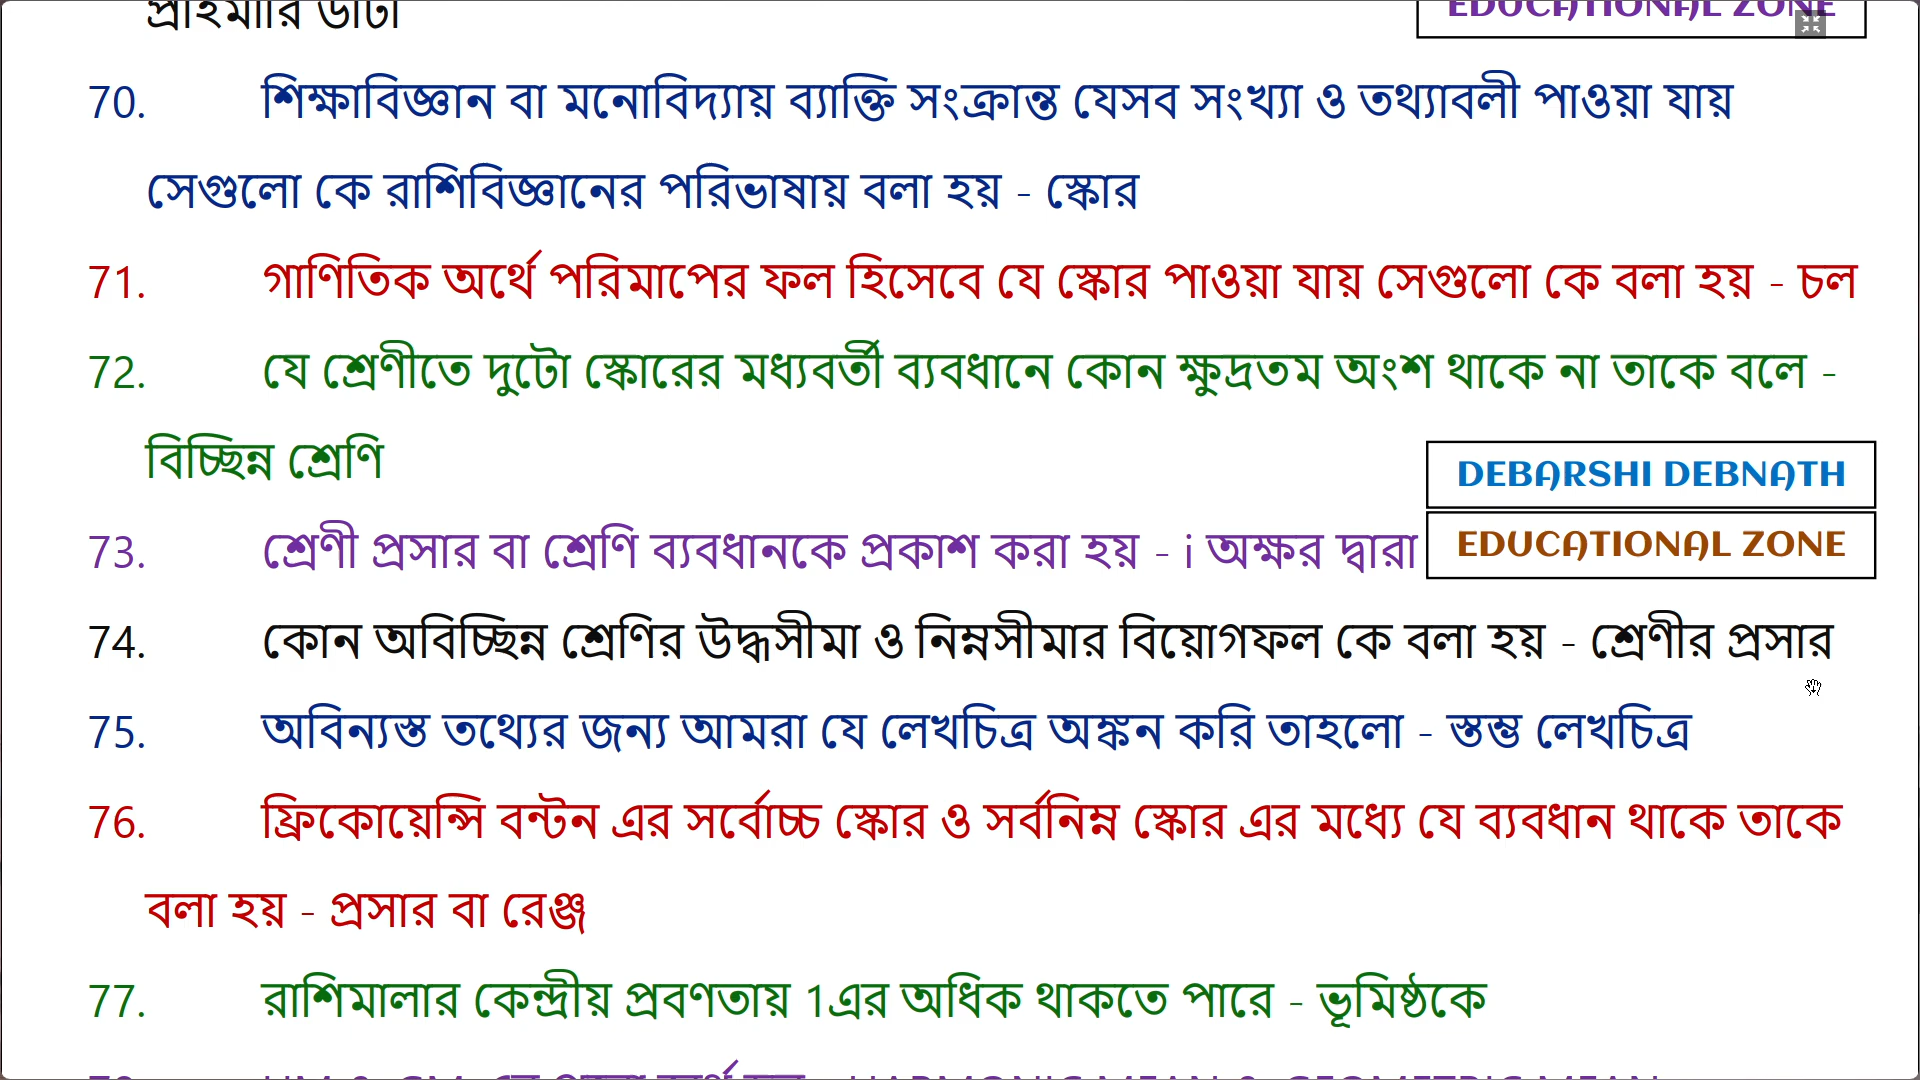 প্রাইমারি ডাটা
EDUCATIONAL ZONE
70. শিক্ষাবিজ্ঞান বা মনোবিদ্যায় ব্যাক্তি সংক্রান্ত যেসব সংখ্যা ও তথ্যাবলী পাওয়া যায়
সেগুলো কে রাশিবিজ্ঞানের পরিভাষায় বলা হয় - স্কোর
71. গাণিতিক অর্থে পরিমাপের ফল হিসেবে যে স্কোর পাওয়া যায় সেগুলো কে বলা হয় - চল
72. যে শ্রেণীতে দুটো স্কোরের মধ্যবর্তী ব্যবধানে কোন ক্ষুদ্রতম অংশ থাকে না তাকে বলে -
বিচ্ছিন্ন শ্রেণি
DEBARSHI DEBNATH
73. শ্রেণী প্রসার বা শ্রেণি ব্যবধানকে প্রকাশ করা হয় - i অক্ষর দ্বারা
EDUCATIONAL ZONE
74. কোন অবিচ্ছিন্ন শ্রেণির উদ্ধসীমা ও নিম্নসীমার বিয়োগফল কে বলা হয় - শ্রেণীর প্রসার
75. অবিন্যস্ত তথ্যের জন্য আমরা যে লেখচিত্র অঙ্কন করি তাহলো - স্তম্ভ লেখচিত্র
76. ফ্রিকোয়েন্সি বন্টন এর সর্বোচ্চ স্কোর ও সর্বনিম্ন স্কোর এর মধ্যে যে ব্যবধান থাকে তাকে
বলা হয় - প্রসার বা রেঞ্জ
77. রাশিমালার কেন্দ্রীয় প্রবণতায় 1এর অধিক থাকতে পারে - ভূমিষ্ঠকে